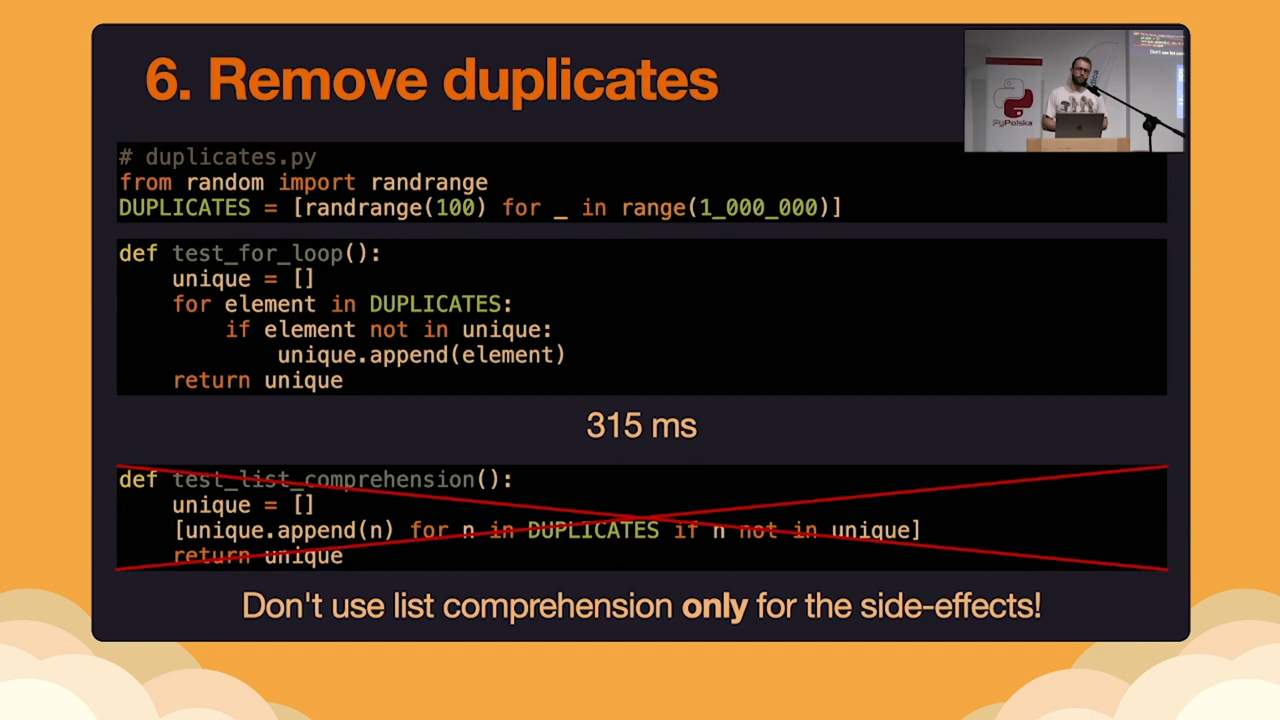 6. Remove duplicates
PyPolska
# duplicates.py
from random import randrange
DUPLICATES = [randrange(100) for _ in range(1_000_000)]
def test_for_loop():
    unique = []
    for element in DUPLICATES:
        if element not in unique:
            unique.append(element)
    return unique
315 ms
def test_list_comprehension():
    unique = []
    [unique.append(n) for n in DUPLICATES if n not in unique]
    return unique
Don't use list comprehension only for the side-effects!